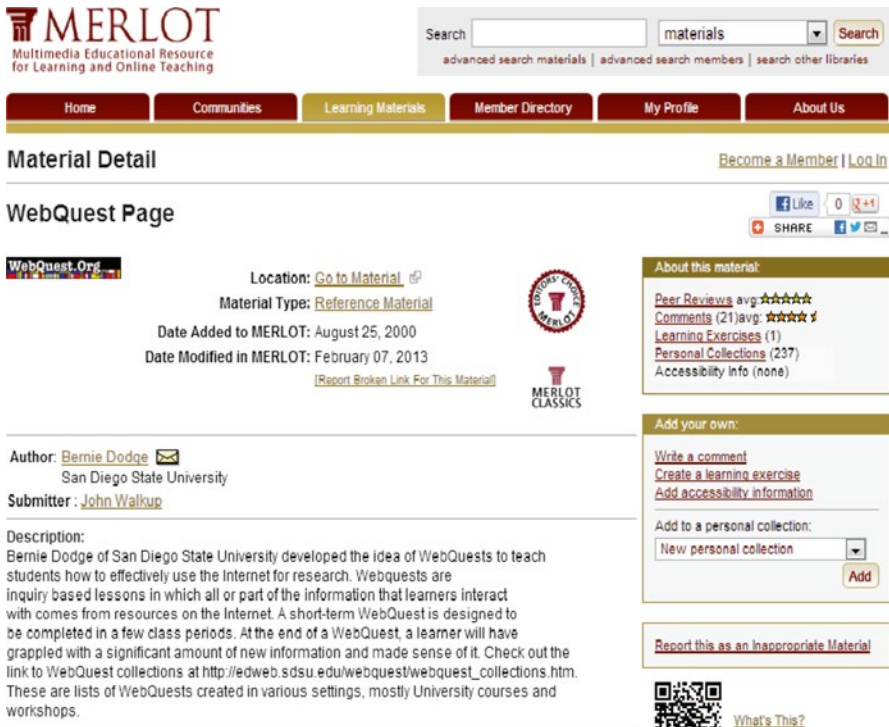 MERLOT
Multimedia Educational Resource
for Learning and Online Teaching
Search materials Search
advanced search materials | advanced search members | search other libraries
Home Communities Learning Materials Member Directory My Profile About Us
Material Detail
Become a Member | Log In
WebQuest Page
Like 0 +1
SHARE
WebQuest.Org
Location: Go to Material
Material Type: Reference Material
Date Added to MERLOT: August 25, 2000
Date Modified in MERLOT: February 07, 2013
[Report Broken Link For This Material]
EDITORS' CHOICE
MERLOT
MERLOT
CLASSICS
About this material:
Peer Reviews avg:
Comments (21)avg:
Learning Exercises (1)
Personal Collections (237)
Accessibility Info (none)
Author: Bernie Dodge
San Diego State University
Submitter : John Walkup
Add your own:
Write a comment
Create a learning exercise
Add accessibility information
Add to a personal collection:
New personal collection
Add
Description:
Bernie Dodge of San Diego State University developed the idea of WebQuests to teach
students how to effectively use the Internet for research. Webquests are
inquiry based lessons in which all or part of the information that learners interact
with comes from resources on the Internet. A short-term WebQuest is designed to
be completed in a few class periods. At the end of a WebQuest, a learner will have
grappled with a significant amount of new information and made sense of it. Check out the
link to WebQuest collections at http://edweb.sdsu.edu/webquest/webquest_collections.htm.
These are lists of WebQuests created in various settings, mostly University courses and
workshops.
Report this as an Inappropriate Material
What's This?